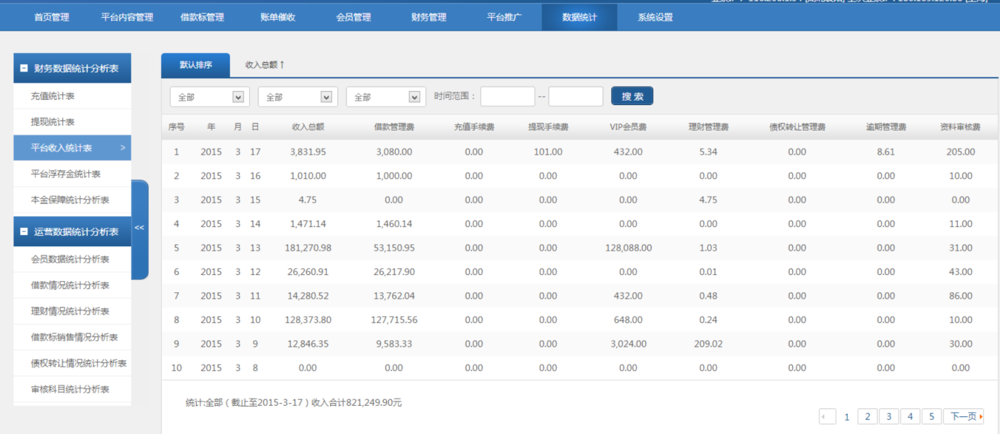 首页管理 平台内容管理 借款标管理 账单催收 会员管理 财务管理 平台推广 数据统计 系统设置
财务数据统计分析表
充值统计表
提现统计表
平台收入统计表 >
平台浮存金统计表
本金保障统计分析表
运营数据统计分析表
会员数据统计分析表
借款情况统计分析表
理财情况统计分析表
借款标销售情况分析表
债权转让情况统计分析表
审核科目统计分析表
<<
默认排序 收入总额↑
全部 全部 全部 时间范围： -- 搜 索
序号 年 月 日 收入总额 借款管理费 充值手续费 提现手续费 VIP会员费 理财管理费 债权转让管理费 逾期管理费 资料审核费
1 2015 3 17 3,831.95 3,080.00 0.00 101.00 432.00 5.34 0.00 8.61 205.00
2 2015 3 16 1,010.00 1,000.00 0.00 0.00 0.00 0.00 0.00 0.00 10.00
3 2015 3 15 4.75 0.00 0.00 0.00 0.00 4.75 0.00 0.00 0.00
4 2015 3 14 1,471.14 1,460.14 0.00 0.00 0.00 0.00 0.00 0.00 11.00
5 2015 3 13 181,270.98 53,150.95 0.00 0.00 128,088.00 1.03 0.00 0.00 31.00
6 2015 3 12 26,260.91 26,217.90 0.00 0.00 0.00 0.01 0.00 0.00 43.00
7 2015 3 11 14,280.52 13,762.04 0.00 0.00 432.00 0.48 0.00 0.00 86.00
8 2015 3 10 128,373.80 127,715.56 0.00 0.00 648.00 0.24 0.00 0.00 10.00
9 2015 3 9 12,846.35 9,583.33 0.00 0.00 3,024.00 209.02 0.00 0.00 30.00
10 2015 3 8 0.00 0.00 0.00 0.00 0.00 0.00 0.00 0.00 0.00
统计:全部 ( 截止至2015-3-17 ) 收入合计821,249.90元
1 2 3 4 5 下一页